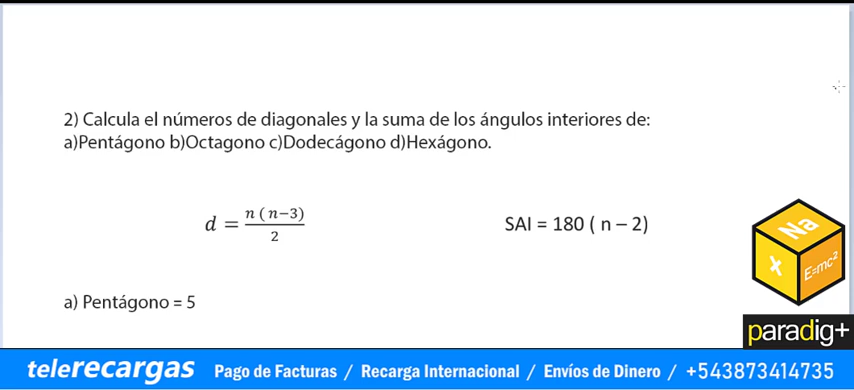 2) Calcula el números de diagonales y la suma de los ángulos interiores de:
a)Pentágono b)Octagono c)Dodecágono d)Hexágono.
d = n (n−3) / 2
SAI = 180 ( n – 2)
a) Pentágono = 5
Na
X
E=mc²
paradig+
telerecargas Pago de Facturas / Recarga Internacional / Envíos de Dinero / +543873414735